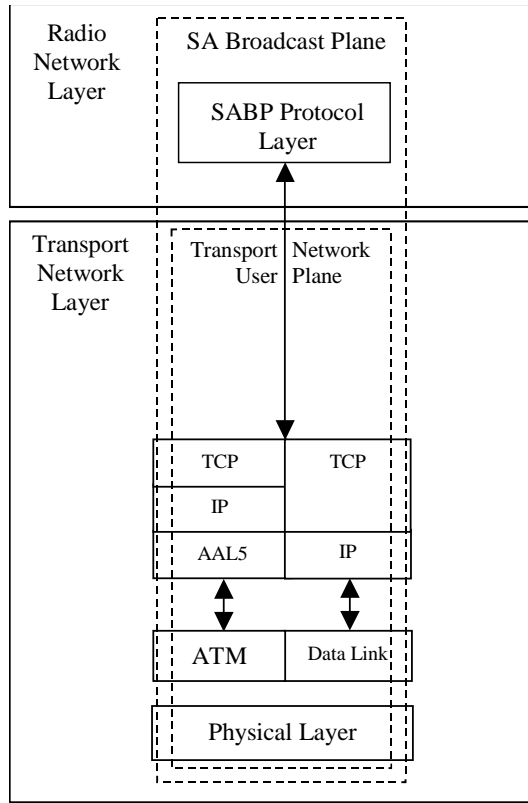 Radio
Network
Layer
SA Broadcast Plane
SABP Protocol
Layer
Transport
Network
Layer
Transport Network
User Plane
TCP TCP
IP
AAL5 IP
ATM Data Link
Physical Layer